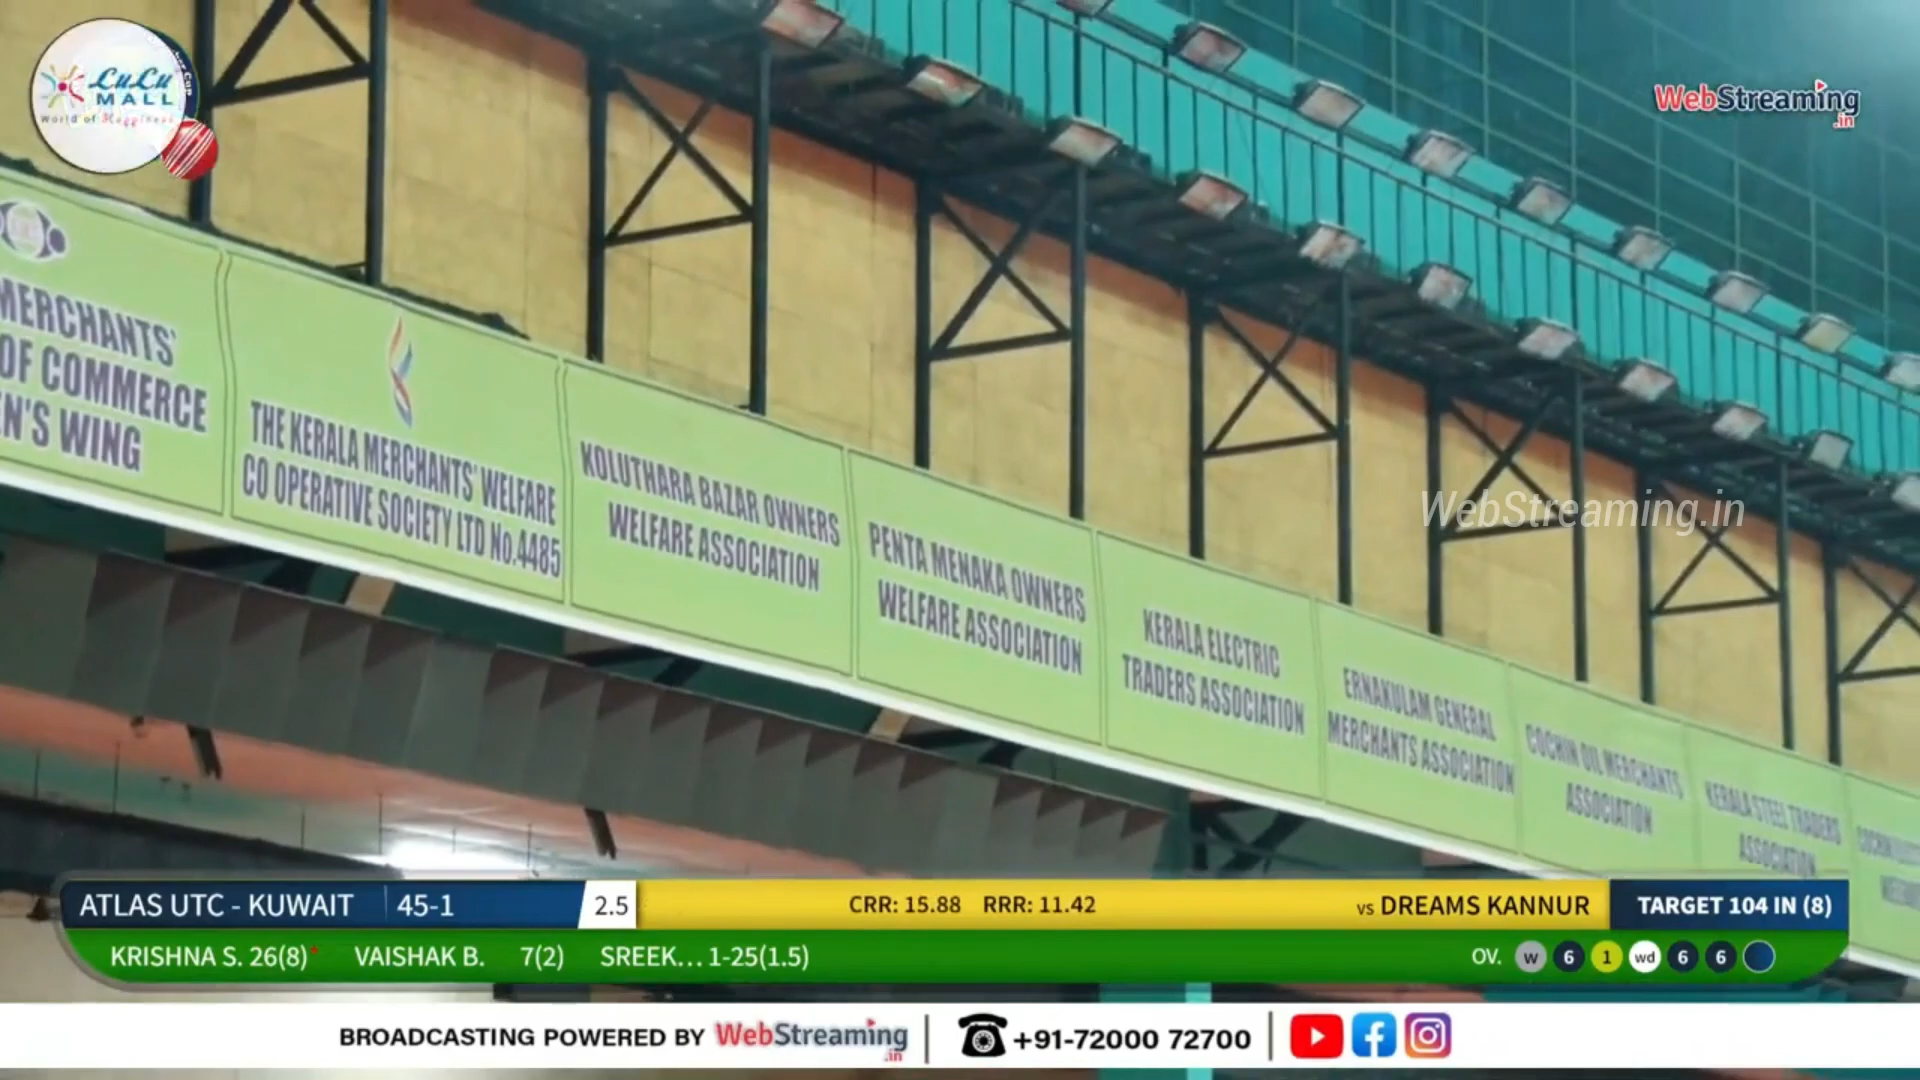 LuLu
MALL
World of Happiness
WebStreaming
.in
MERCHANTS'
OF COMMERCE
EN'S WING
THE KERALA MERCHANTS' WELFARE
CO OPERATIVE SOCIETY LTD No.4485
KOLUTHARA BAZAR OWNERS
WELFARE ASSOCIATION
PENTA MENAKA OWNERS
WELFARE ASSOCIATION
KERALA ELECTRIC
TRADERS ASSOCIATION
ERNAKULAM GENERAL
MERCHANTS ASSOCIATION
COCHIN OIL MERCHANTS
ASSOCIATION
KERALA STEEL TRADERS
ASSOCIATION
COCHIN
WebStreaming.in
ATLAS UTC - KUWAIT 45-1 2.5 CRR: 15.88 RRR: 11.42 vs DREAMS KANNUR TARGET 104 IN (8)
KRISHNA S. 26(8)* VAISHAK B. 7(2) SREEK... 1-25(1.5) OV. w 6 1 wd 6 6
BROADCASTING POWERED BY WebStreaming.in +91-72000 72700